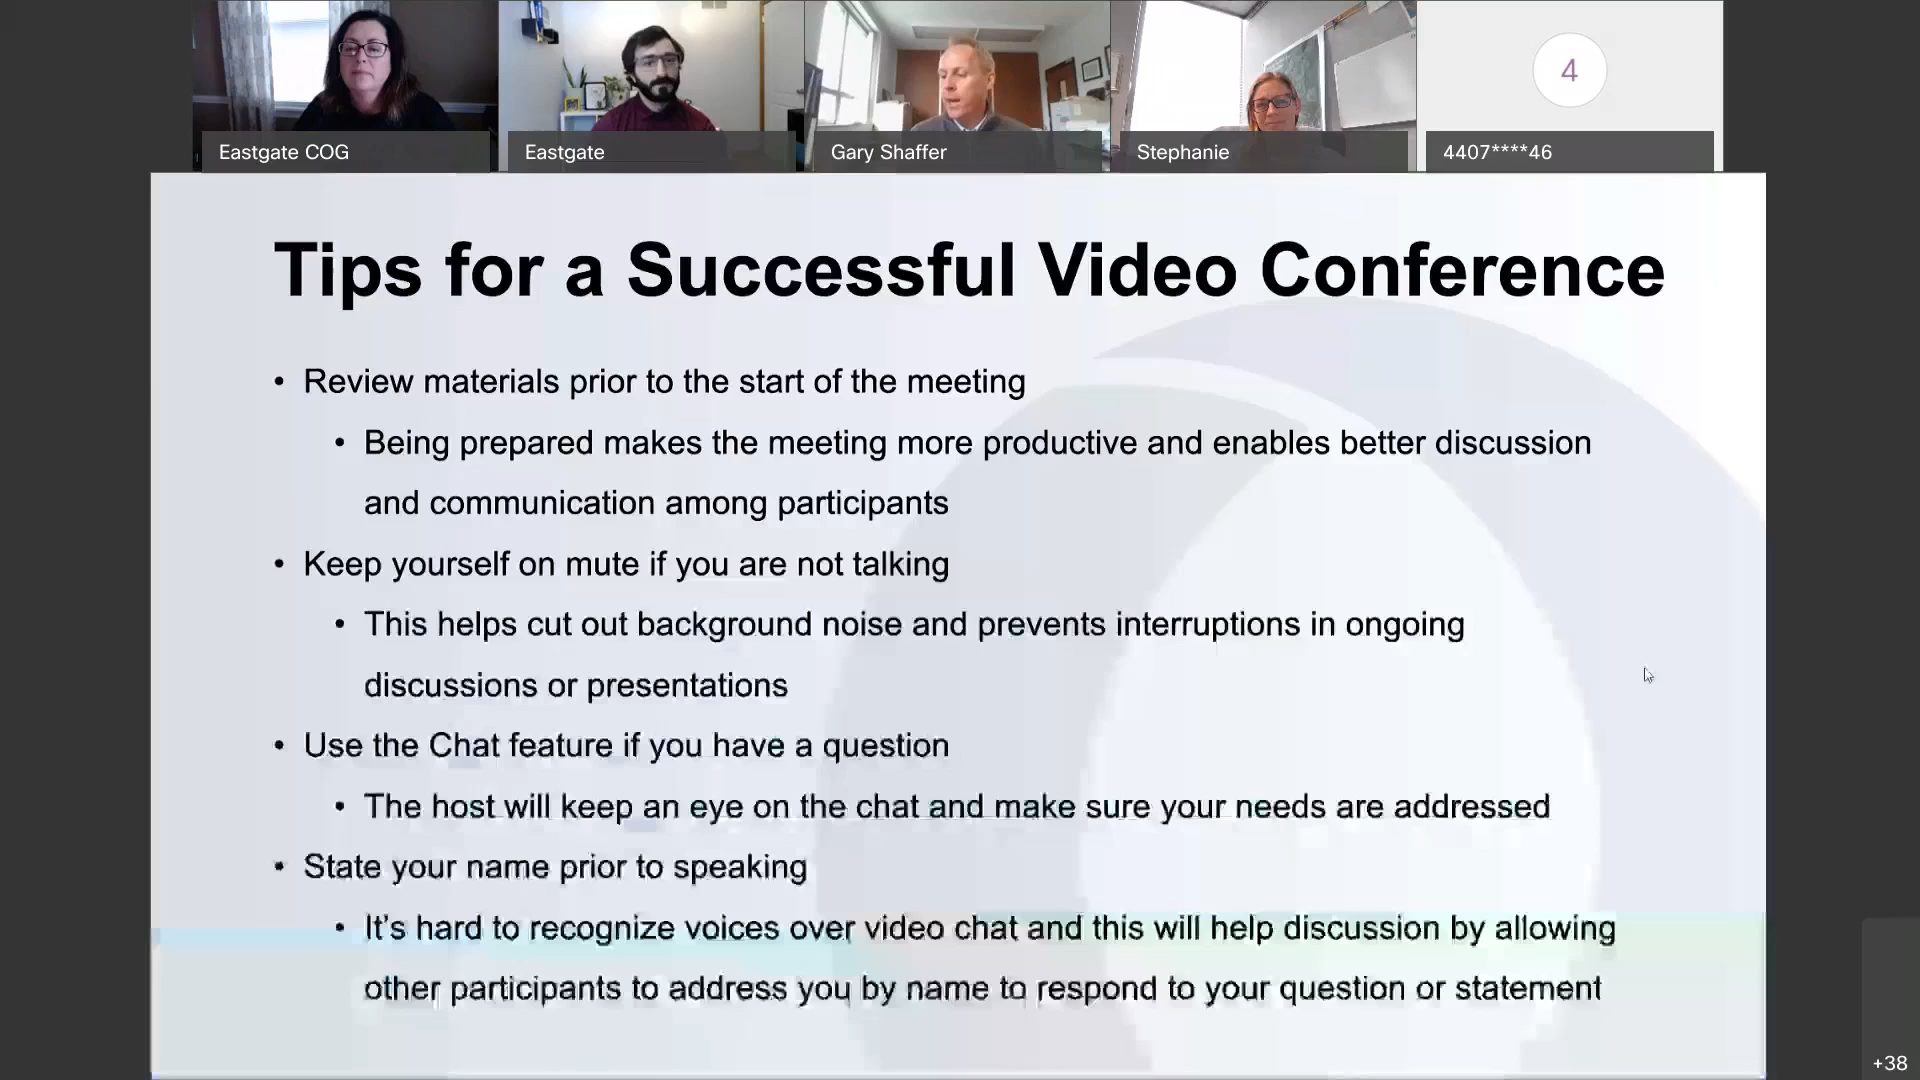 4
Eastgate COG
Eastgate
Gary Shaffer
Stephanie
4407****46
Tips for a Successful Video Conference
• Review materials prior to the start of the meeting
• Being prepared makes the meeting more productive and enables better discussion
and communication among participants
• Keep yourself on mute if you are not talking
• This helps cut out background noise and prevents interruptions in ongoing
discussions or presentations
• Use the Chat feature if you have a question
• The host will keep an eye on the chat and make sure your needs are addressed
• State your name prior to speaking
• It's hard to recognize voices over video chat and this will help discussion by allowing
other participants to address you by name to respond to your question or statement
+38